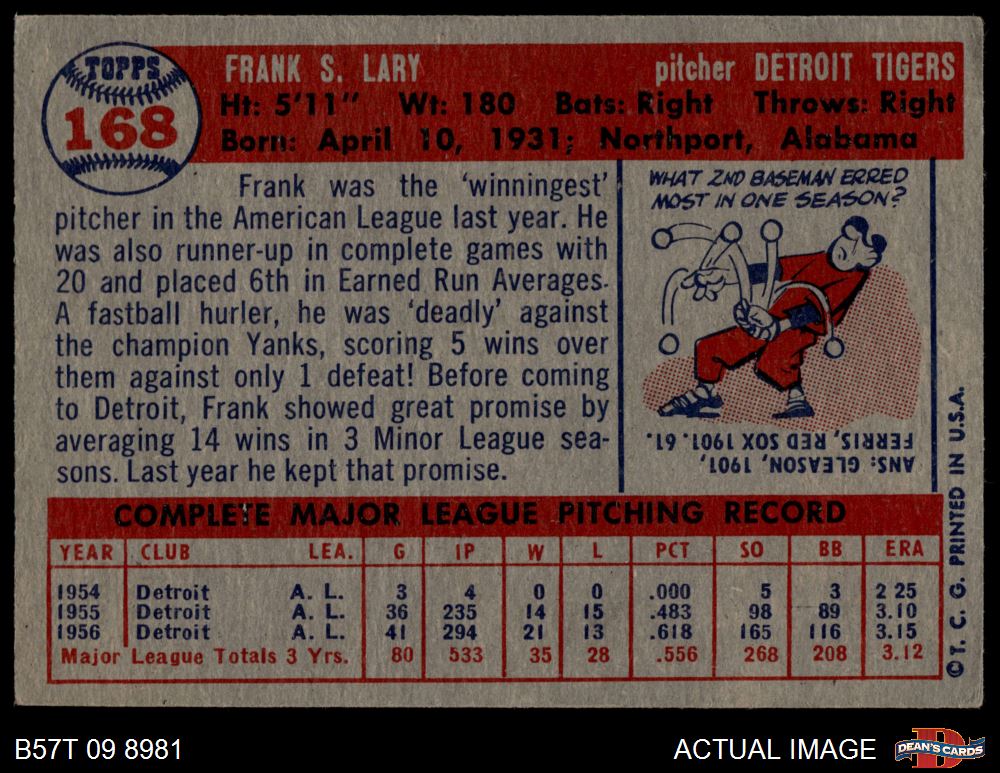 TOPPS
168
FRANK S. LARY pitcher DETROIT TIGERS
Ht: 5'11" Wt: 180 Bats: Right Throws: Right
Born: April 10, 1931; Northport, Alabama
Frank was the 'winningest'
pitcher in the American League last year. He
was also runner-up in complete games with
20 and placed 6th in Earned Run Averages.
A fastball hurler, he was 'deadly' against
the champion Yanks, scoring 5 wins over
them against only 1 defeat! Before coming
to Detroit, Frank showed great promise by
averaging 14 wins in 3 Minor League sea-
sons. Last year he kept that promise.
WHAT 2ND BASEMAN ERRED
MOST IN ONE SEASON?
ANS: GLEASON, 1901,
FERRIS, RED SOX 1901. 61.
COMPLETE MAJOR LEAGUE PITCHING RECORD
YEAR CLUB LEA. G IP W L PCT SO BB ERA
1954 Detroit A. L. 3 4 0 0 .000 5 3 2 25
1955 Detroit A. L. 36 235 14 15 .483 98 89 3.10
1956 Detroit A. L. 41 294 21 13 .618 165 116 3.15
Major League Totals 3 Yrs. 80 533 35 28 .556 268 208 3.12
© T. C. G. PRINTED IN U.S.A.
B57T 09 8981
ACTUAL IMAGE
D
DEAN'S CARDS